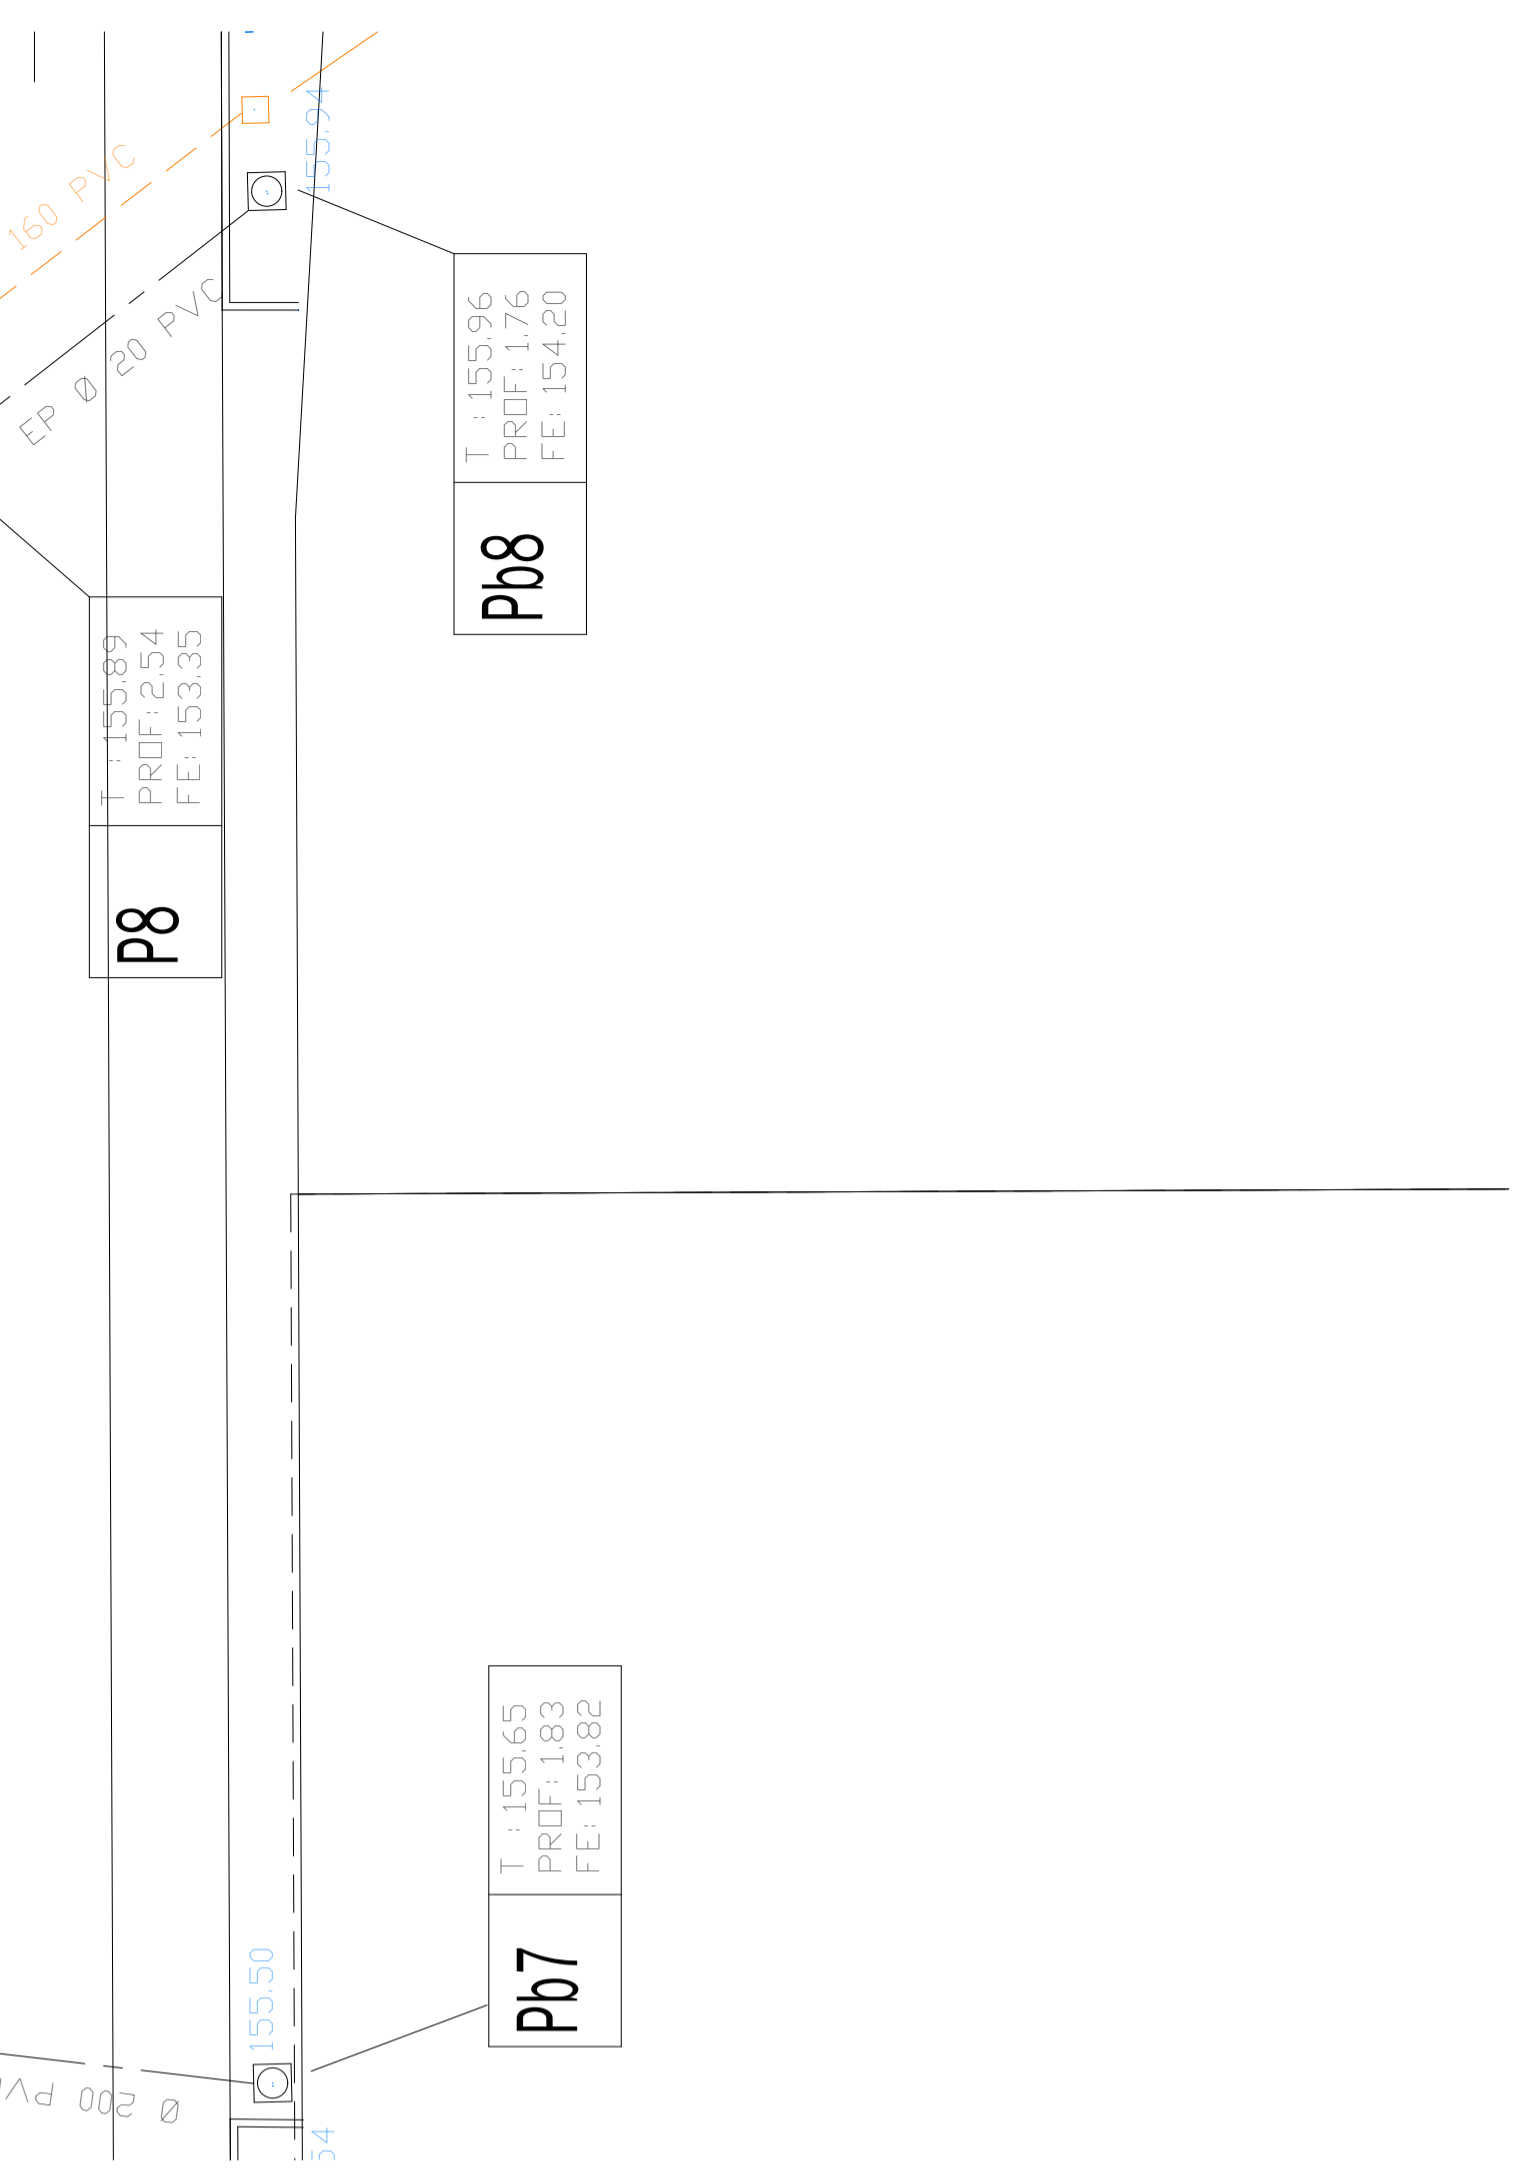 160 PVC
155.94
EP Ø 20 PVC
T : 155.96
PROF: 1.76
FE: 154.20
Pb8
T : 155.89
PROF: 2.54
FE: 153.35
P8
T : 155.65
PROF: 1.83
FE: 153.82
Pb7
155.50
Ø 200 PV
54